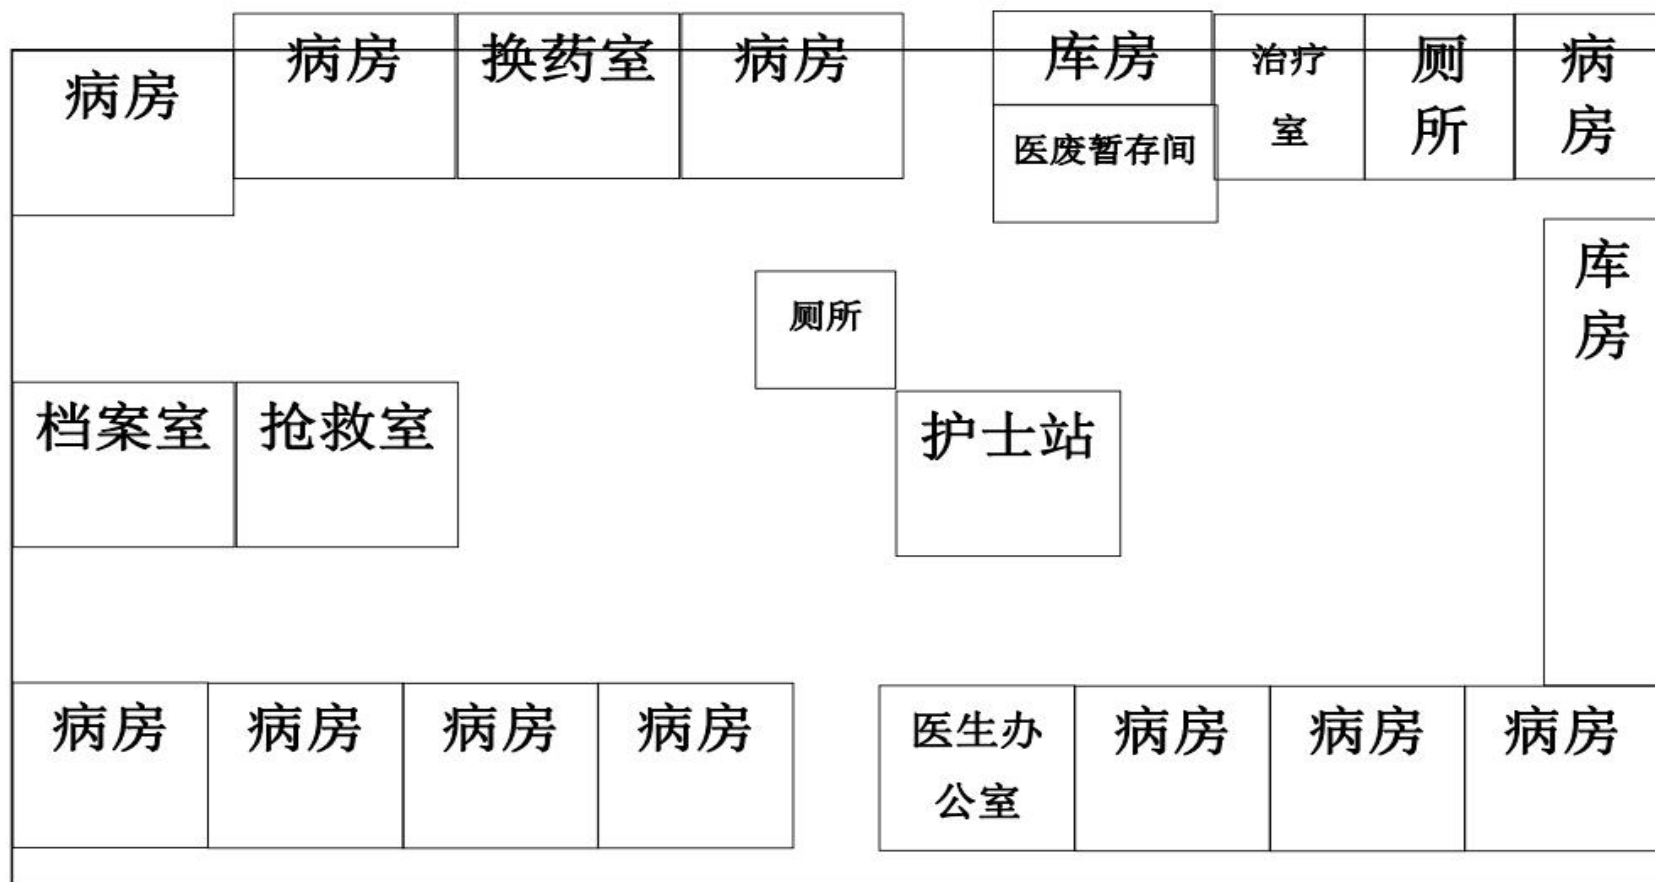 病房
病房
换药室
病房
库房
医废暂存间
治疗
室
厕
所
病
房
厕所
库
房
档案室
抢救室
护士站
病房
病房
病房
病房
医生办
公室
病房
病房
病房